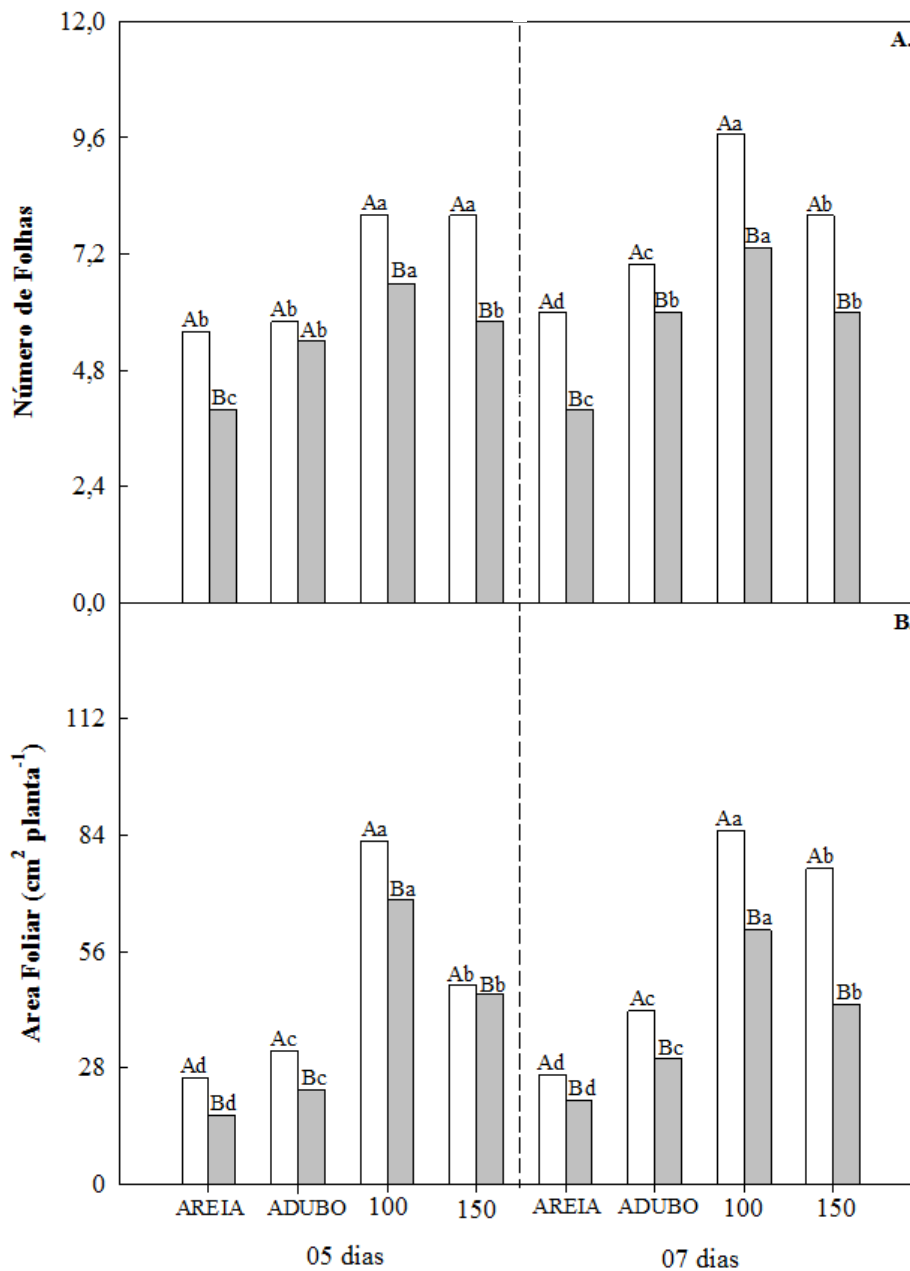 12,0
A.
9,6
Aa
Aa
Aa
Ab
7,2
Ba
Ac
Ba
Ab
Ab
Ab
Bb
Ad
Bb
Bb
4,8
Bc
Bc
2,4
0,0
Número de Folhas
B
112
84
Aa
Ba
Aa
Ab
56
Ab
Bb
Ba
Bb
28
Ad
Bd
Ac
Bc
Ad
Bd
Ac
Bc
0
Area Foliar (cm² planta⁻¹)
AREIA ADUBO 100 150 AREIA ADUBO 100 150
05 dias 07 dias